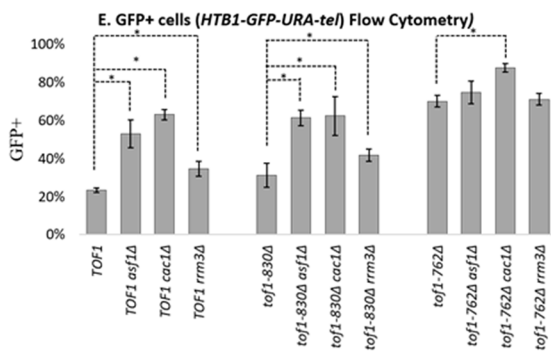 E. GFP+ cells (HTB1-GFP-URA-tel) Flow Cytometry)
100%
80%
60%
40%
20%
0%
GFP+
* * *
* * *
*
TOF1
TOF1 asf1Δ
TOF1 cac1Δ
TOF1 rrm3Δ
tof1-830Δ
tof1-830Δ asf1Δ
tof1-830Δ cac1Δ
tof1-830Δ rrm3Δ
tof1-762Δ
tof1-762Δ asf1Δ
tof1-762Δ cac1Δ
tof1-762Δ rrm3Δ